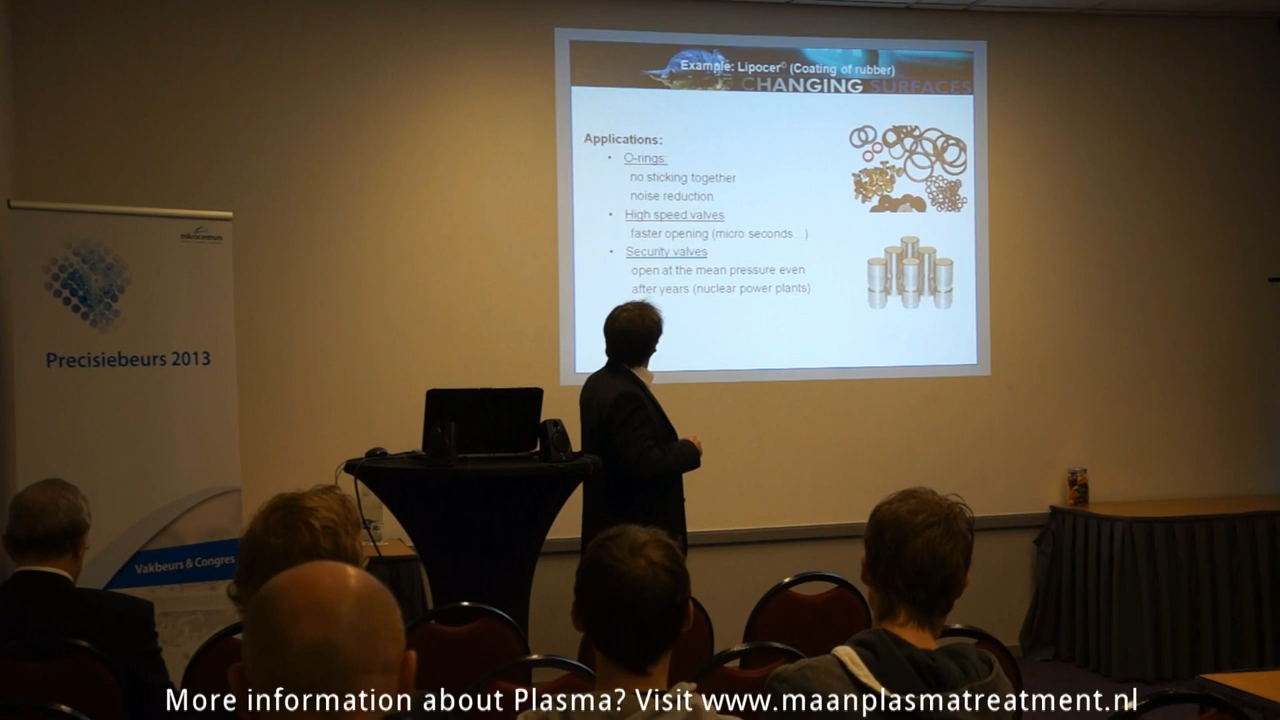 Example: Lipocer® (Coating of rubber)
CHANGING SURFACES
Applications:
• O-rings:
no sticking together
noise reduction
• High speed valves
faster opening (micro seconds...)
• Security valves
open at the mean pressure even
after years (nuclear power plants)
microcentrum
Precisiebeurs 2013
Vakbeurs & Congres
More information about Plasma? Visit www.maanplasmatreatment.nl